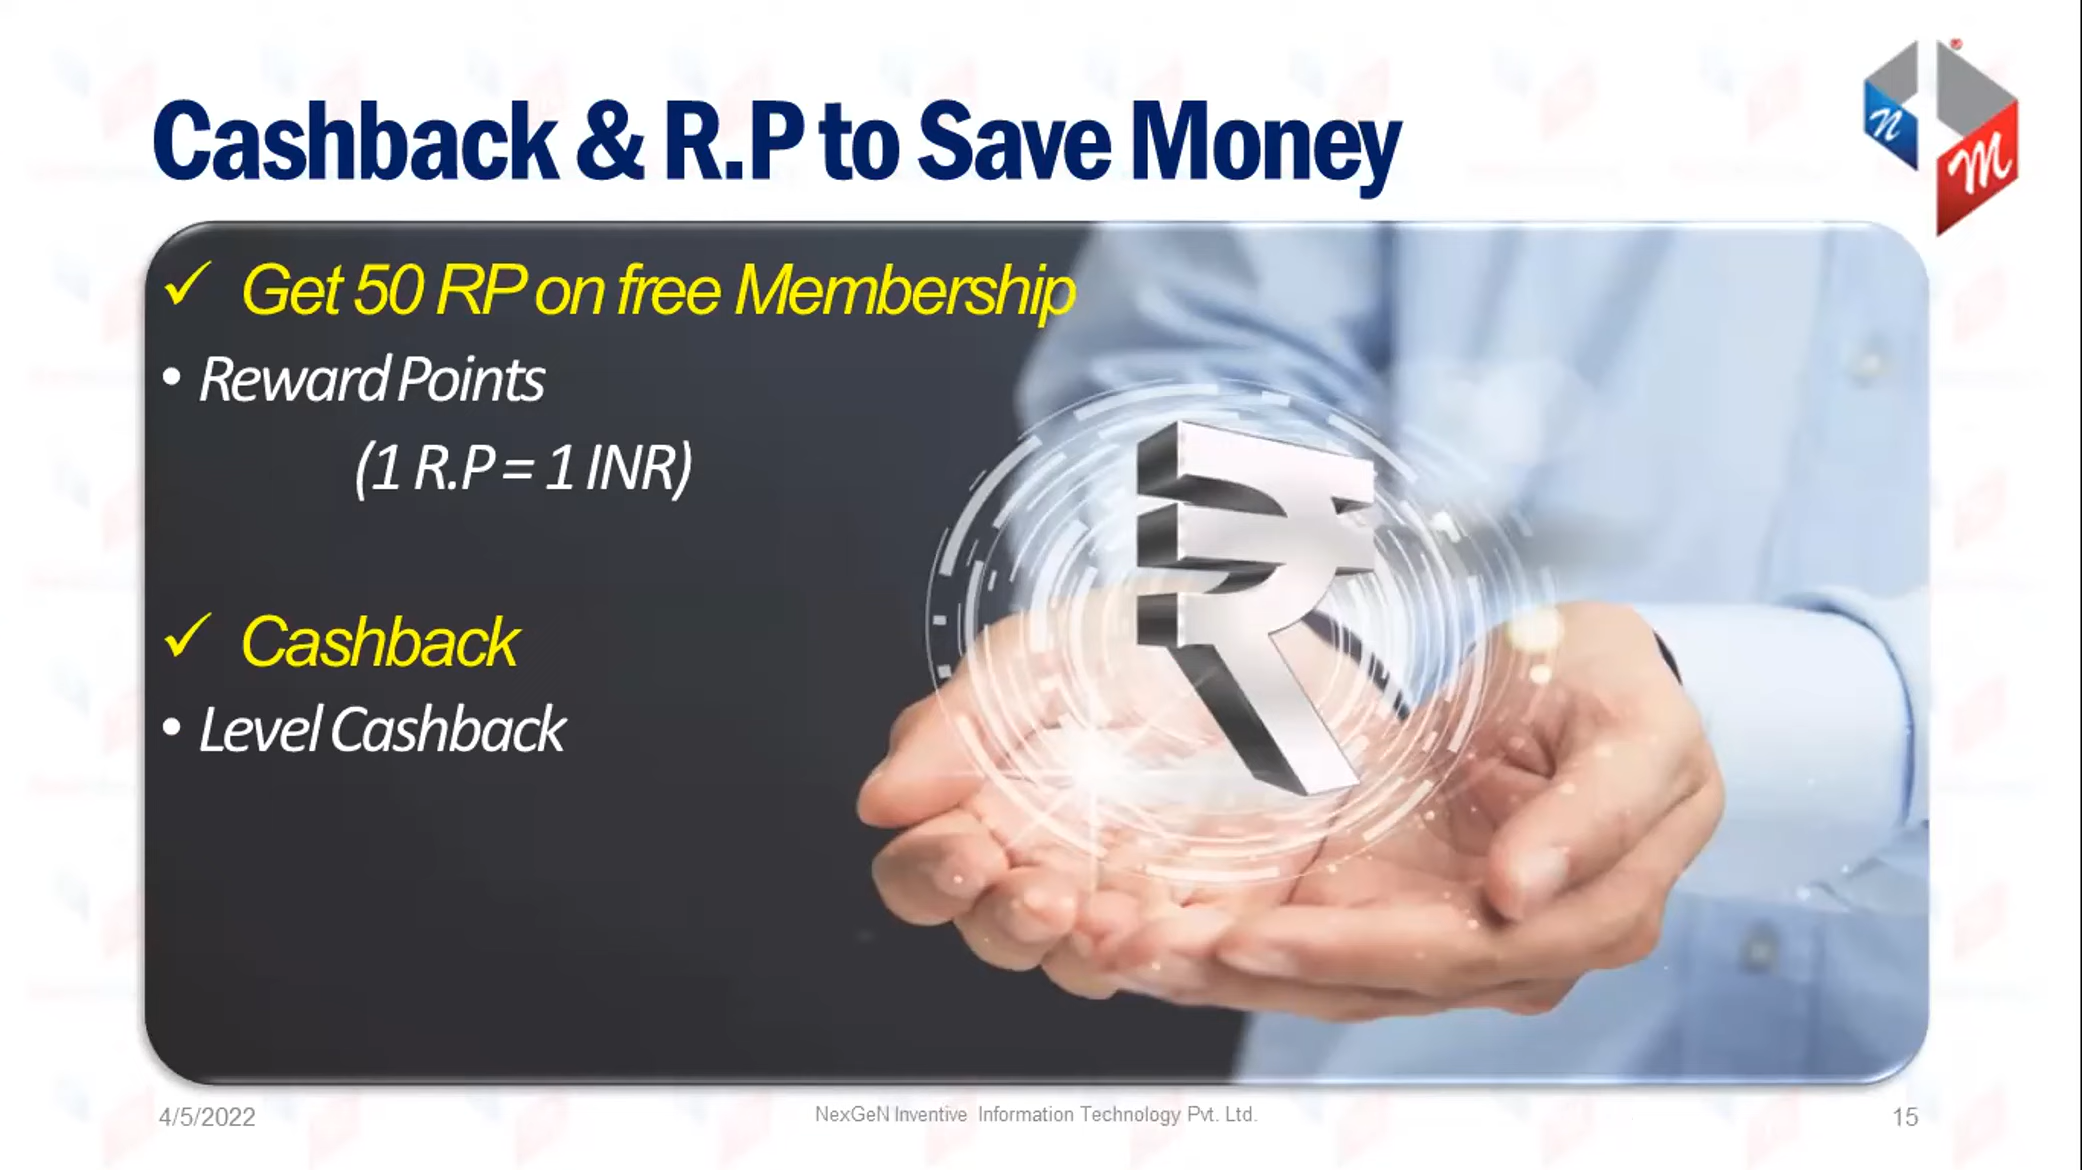 Cashback & R.P to Save Money
n
m
✓ Get 50 RP on free Membership
• Reward Points
(1 R.P = 1 INR)
✓ Cashback
• Level Cashback
4/5/2022
NexGeN Inventive Information Technology Pvt. Ltd.
15